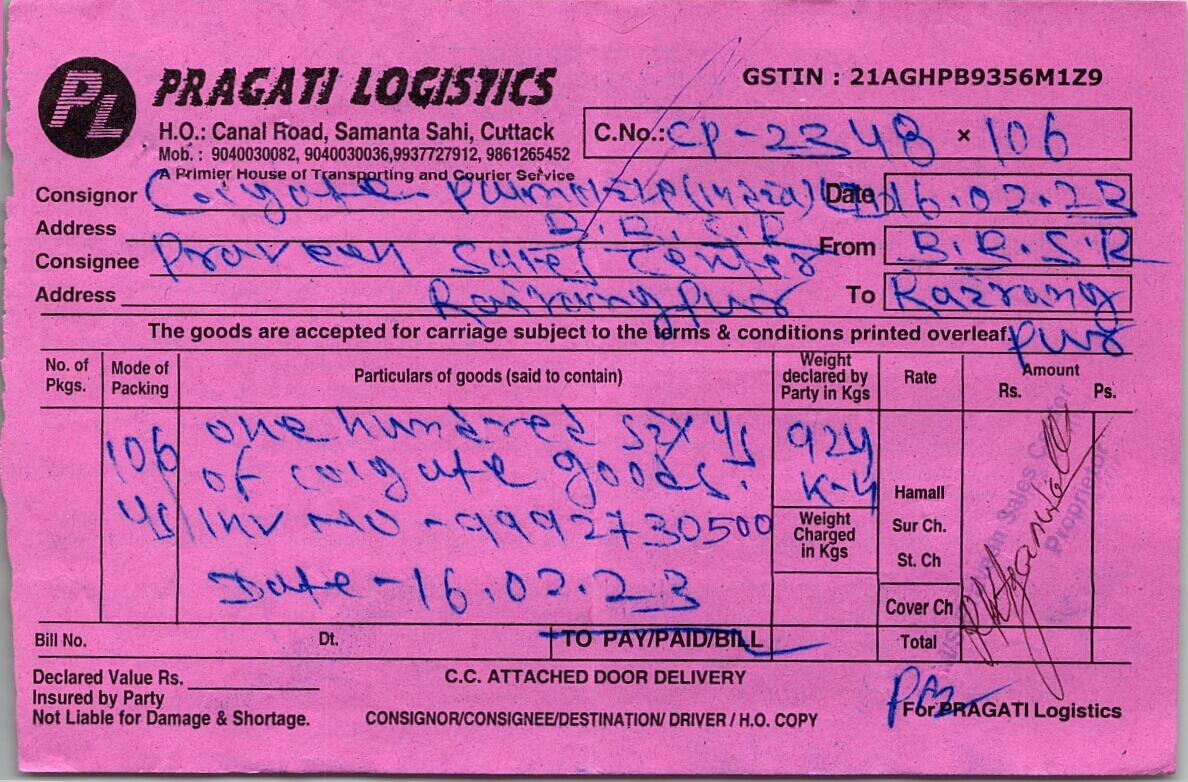 PL
PRAGATI LOGISTICS
GSTIN : 21AGHPB9356M1Z9
H.O.: Canal Road, Samanta Sahi, Cuttack
C.No.: CP-2348 × 106
Mob. : 9040030082, 9040030036,9937727912, 9861265452
A Primier House of Transporting and Courier Service
Consignor Colgate - Palmolive (India) Ltd Date 16.02.23
Address B.B.S.R
Consignee Praveen Sales Center From B.B.S.R
Address Rairangpur To Rairangpur
The goods are accepted for carriage subject to the terms & conditions printed overleaf.
No. of Pkgs. Mode of Packing Particulars of goods (said to contain) Weight declared by Party in Kgs Rate Amount Rs. Ps.
106 one hundred six
of colgate goods.
Inv No - 9992730500
Date - 16.02.23
Weight Charged in Kgs
Hamall
Sur Ch.
St. Ch
Cover Ch
Bill No. Dt. TO PAY/PAID/BILL Total
Sales Center
Proprietor
Declared Value Rs.
C.C. ATTACHED DOOR DELIVERY
Insured by Party
Not Liable for Damage & Shortage.
CONSIGNOR/CONSIGNEE/DESTINATION/ DRIVER / H.O. COPY
For PRAGATI Logistics